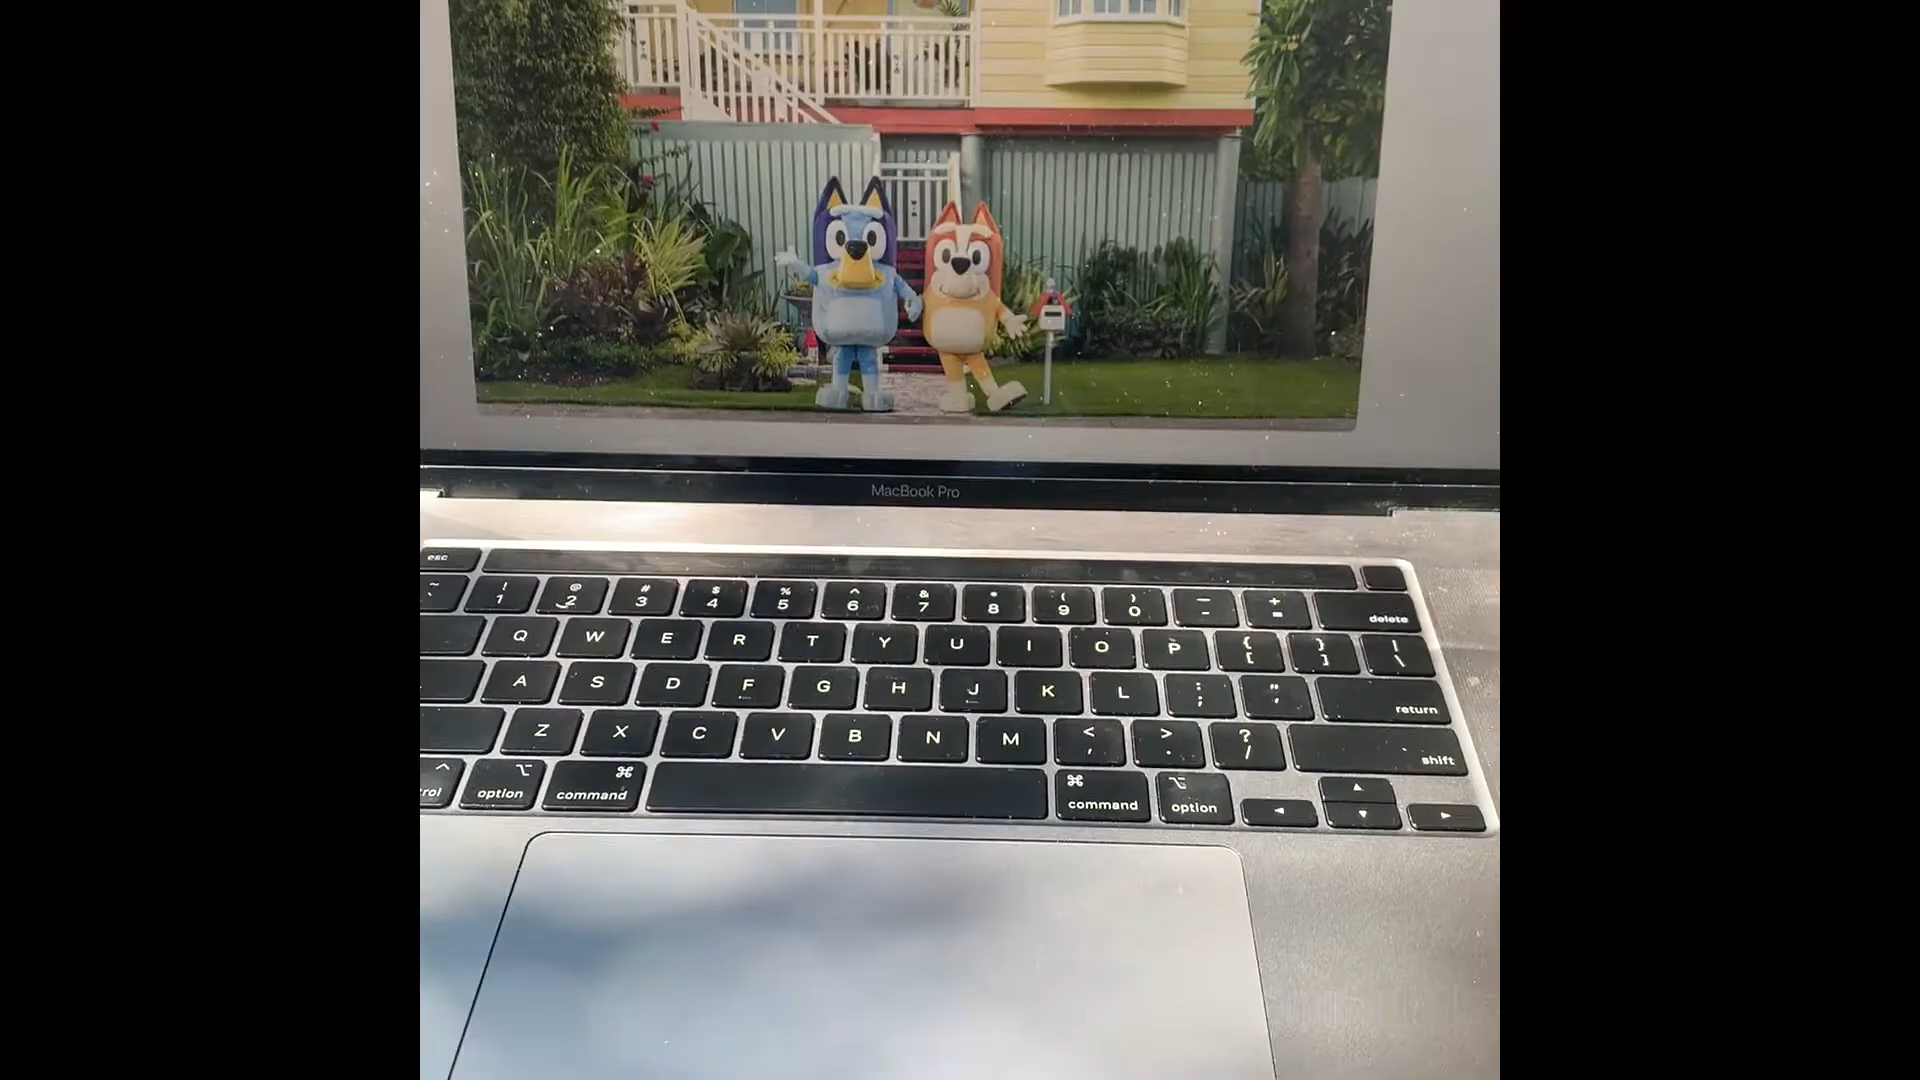 MacBook Pro
esc
~ ! @ # $ % ^ & * ( ) — +
` 1 2 3 4 5 6 7 8 9 0 - = delete
Q W E R T Y U I O P { } |
[ ] \
A S D F G H J K L : "
; ' return
Z X C V B N M < > ?
, . / shift
^ ⌥ ⌘ ⌘ ⌥ ▲
rol option command command option ◀ ▼ ▶